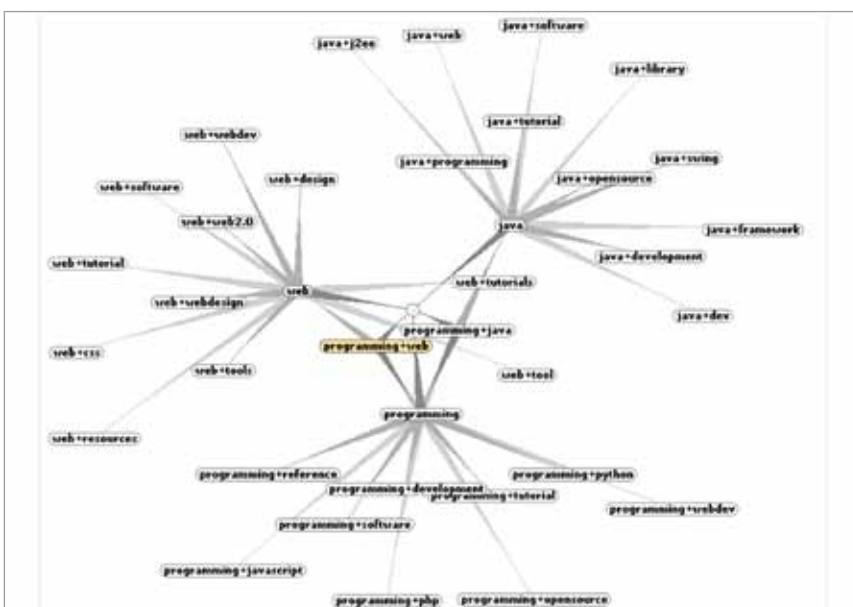 java+software
java+web
java+j2ee
java+library
java+tutorial
web+webdev
java+programming
java+swing
web+design
java+opensource
web+software
web+web2.0
java
java+framework
java+development
web+tutorial
web+tutorials
web
web+webdesign
java+dev
programming+java
programming+web
web+css
web+tools
web+tool
programming
web+resources
programming+reference
programming+python
programming+development
programming+tutorial
programming+webdev
programming+software
programming+javascript
programming+php
programming+opensource